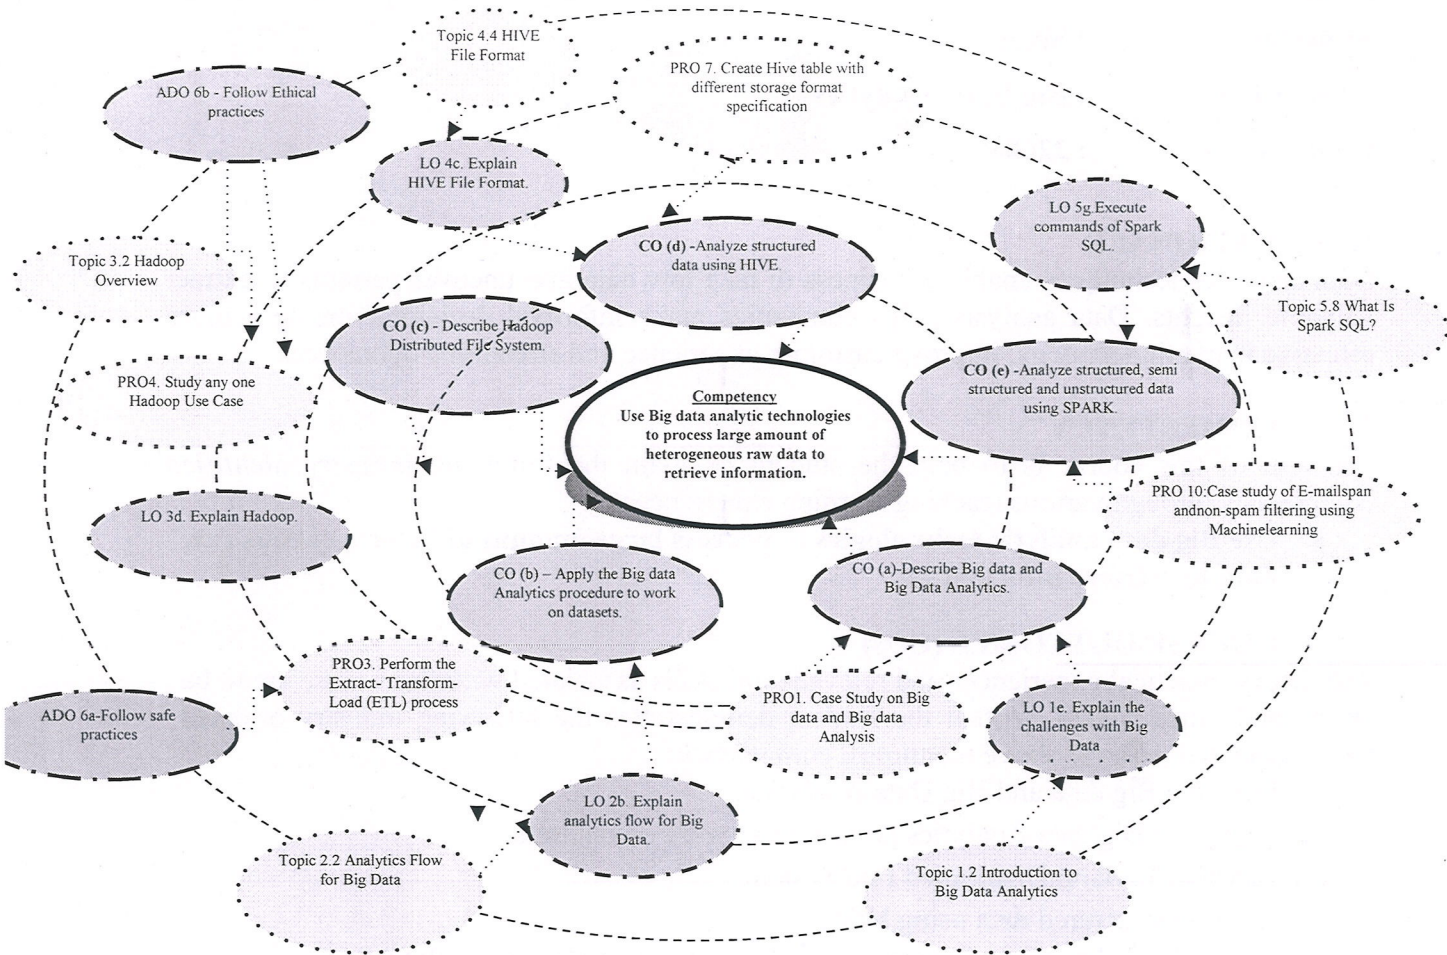 Topic 4.4 HIVE
File Format
PRO 7. Create Hive table with
different storage format
specification
ADO 6b - Follow Ethical
practices
LO 4c. Explain
HIVE File Format.
LO 5g.Execute
commands of Spark
SQL.
CO (d) -Analyze structured
data using HIVE.
Topic 3.2 Hadoop
Overview
Topic 5.8 What Is
Spark SQL?
CO (c) - Describe Hadoop
Distributed File System.
CO (e) -Analyze structured, semi
structured and unstructured data
using SPARK.
PRO4. Study any one
Hadoop Use Case
Competency
Use Big data analytic technologies
to process large amount of
heterogeneous raw data to
retrieve information.
PRO 10:Case study of E-mailspan
andnon-spam filtering using
Machinelearning
LO 3d. Explain Hadoop.
CO (b) – Apply the Big data
Analytics procedure to work
on datasets.
CO (a)-Describe Big data and
Big Data Analytics.
PRO3. Perform the
Extract- Transform-
Load (ETL) process
ADO 6a-Follow safe
practices
PRO1. Case Study on Big
data and Big data
Analysis
LO 1e. Explain the
challenges with Big
Data
LO 2b. Explain
analytics flow for Big
Data.
Topic 2.2 Analytics Flow
for Big Data
Topic 1.2 Introduction to
Big Data Analytics